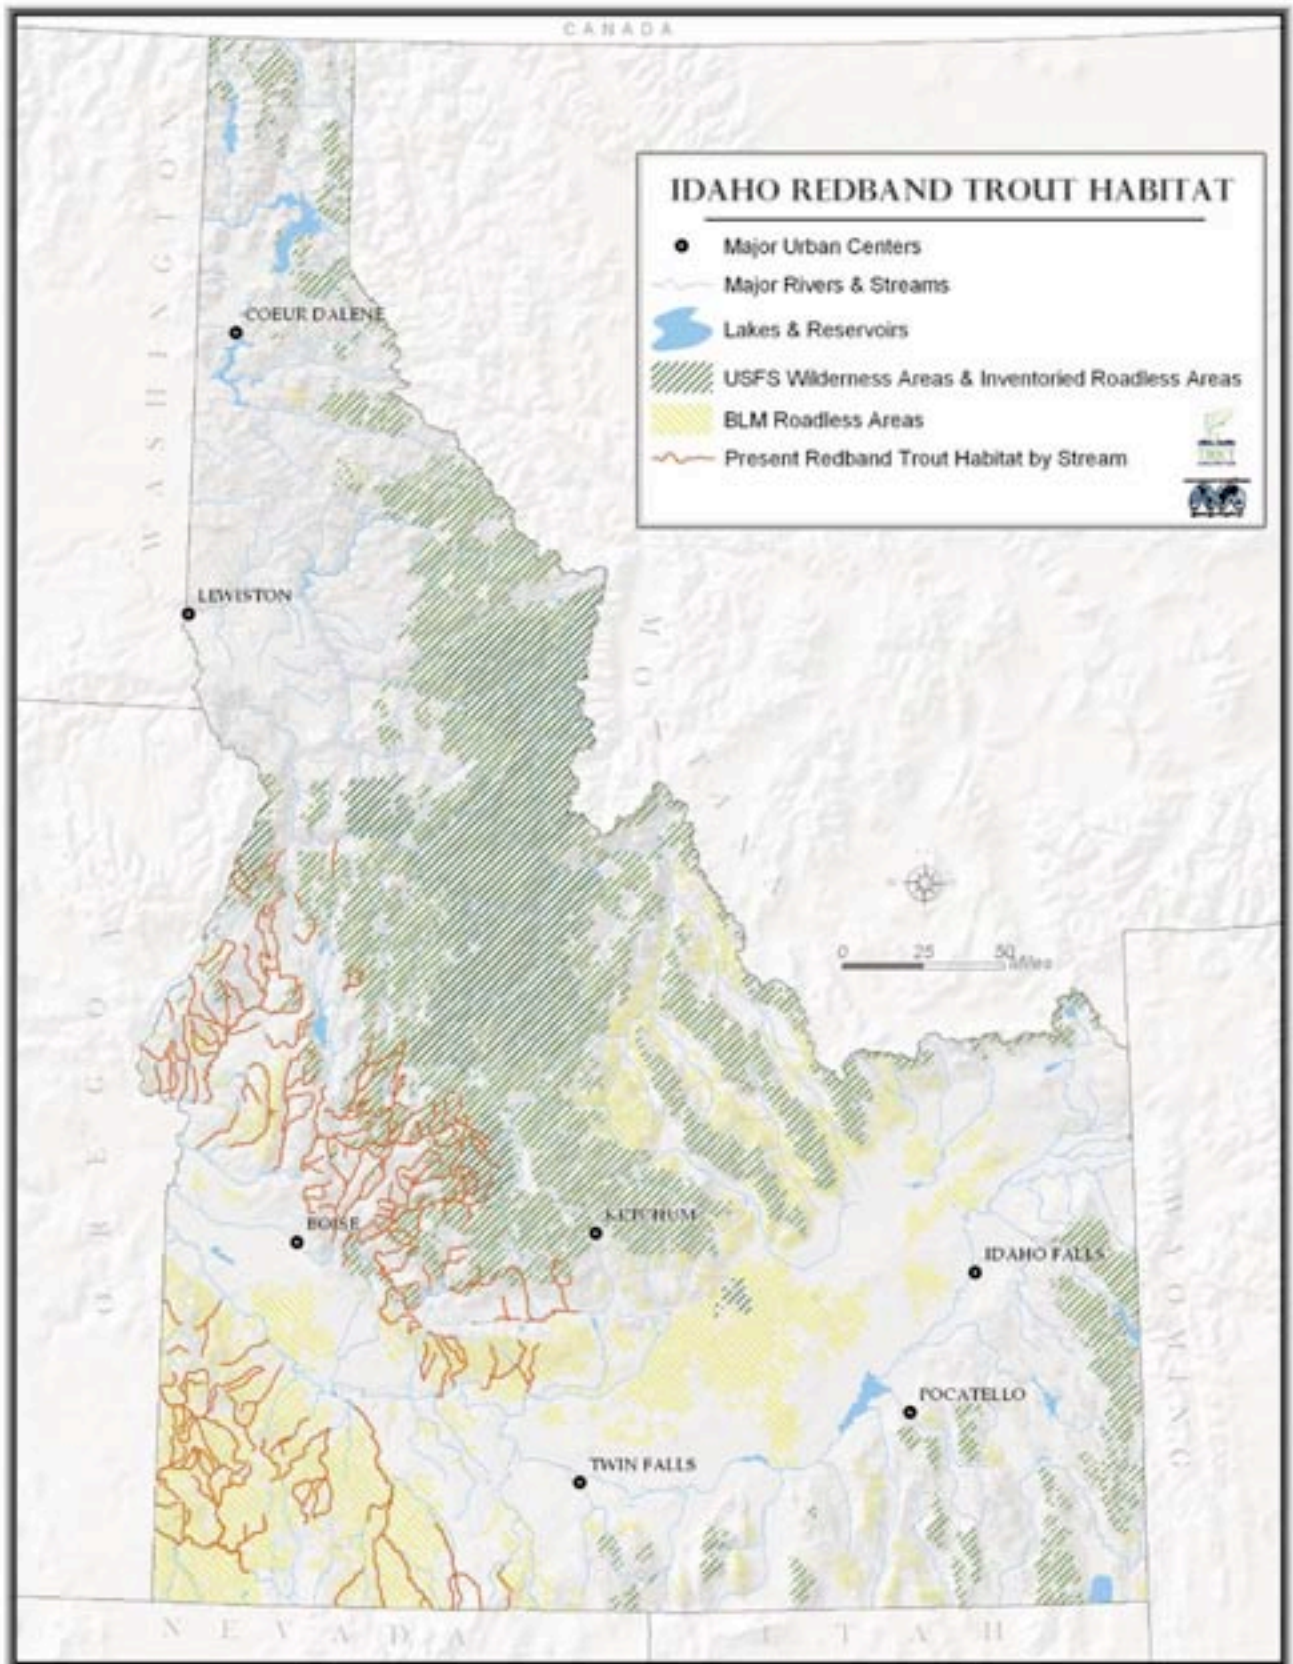 CANADA
IDAHO REDBAND TROUT HABITAT
Major Urban Centers
Major Rivers & Streams
Lakes & Reservoirs
USFS Wilderness Areas & Inventoried Roadless Areas
BLM Roadless Areas
Present Redband Trout Habitat by Stream
TROUT
WASHINGTON
COEUR D'ALENE
LEWISTON
MONTANA
0 25 50 Miles
OREGON
BOISE
KETCHUM
IDAHO FALLS
WYOMING
POCATELLO
TWIN FALLS
NEVADA
UTAH